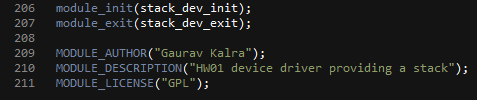 206 module_init(stack_dev_init);
207 module_exit(stack_dev_exit);
208
209 MODULE_AUTHOR("Gaurav Kalra");
210 MODULE_DESCRIPTION("HW01 device driver providing a stack");
211 MODULE_LICENSE("GPL");